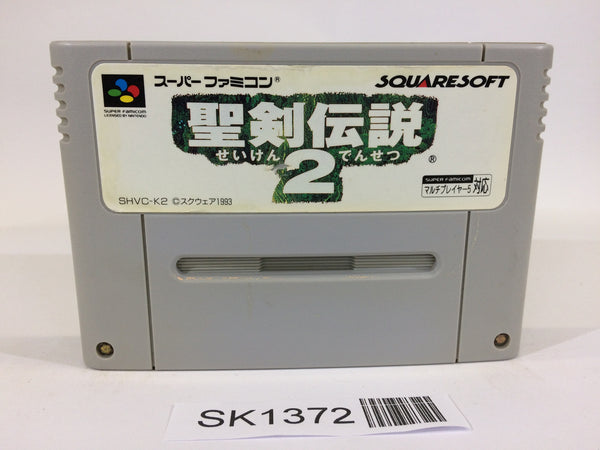 スーパーファミコン®
SQUARESOFT
SUPER FAMICOM
LICENSED BY NINTENDO
聖剣伝説
せいけん でんせつ
2
®
SHVC-K2 ©スクウェア1993
SUPER FAMICOM
マルチプレイヤー5 対応
SK1372